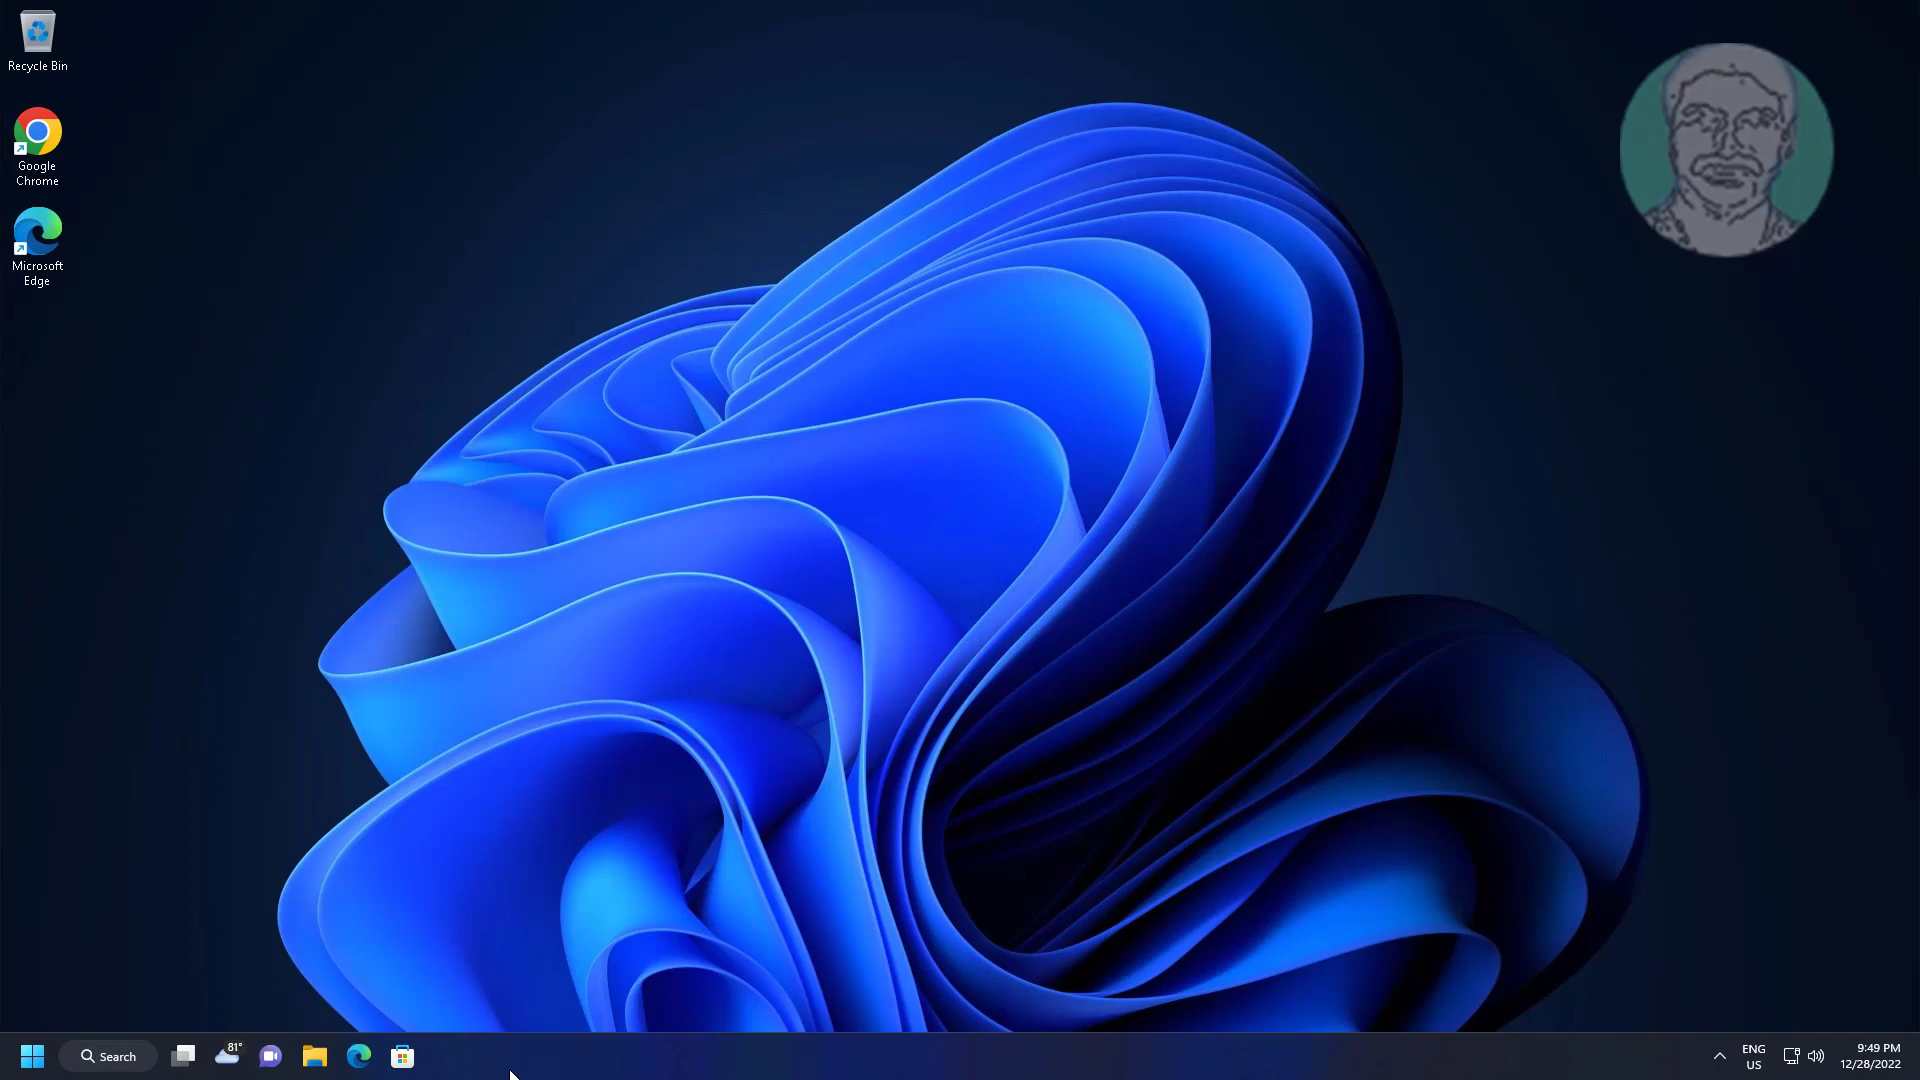 Recycle Bin
Google
Chrome
Microsoft
Edge
Search
81°
ENG
US
9:49 PM
12/28/2022